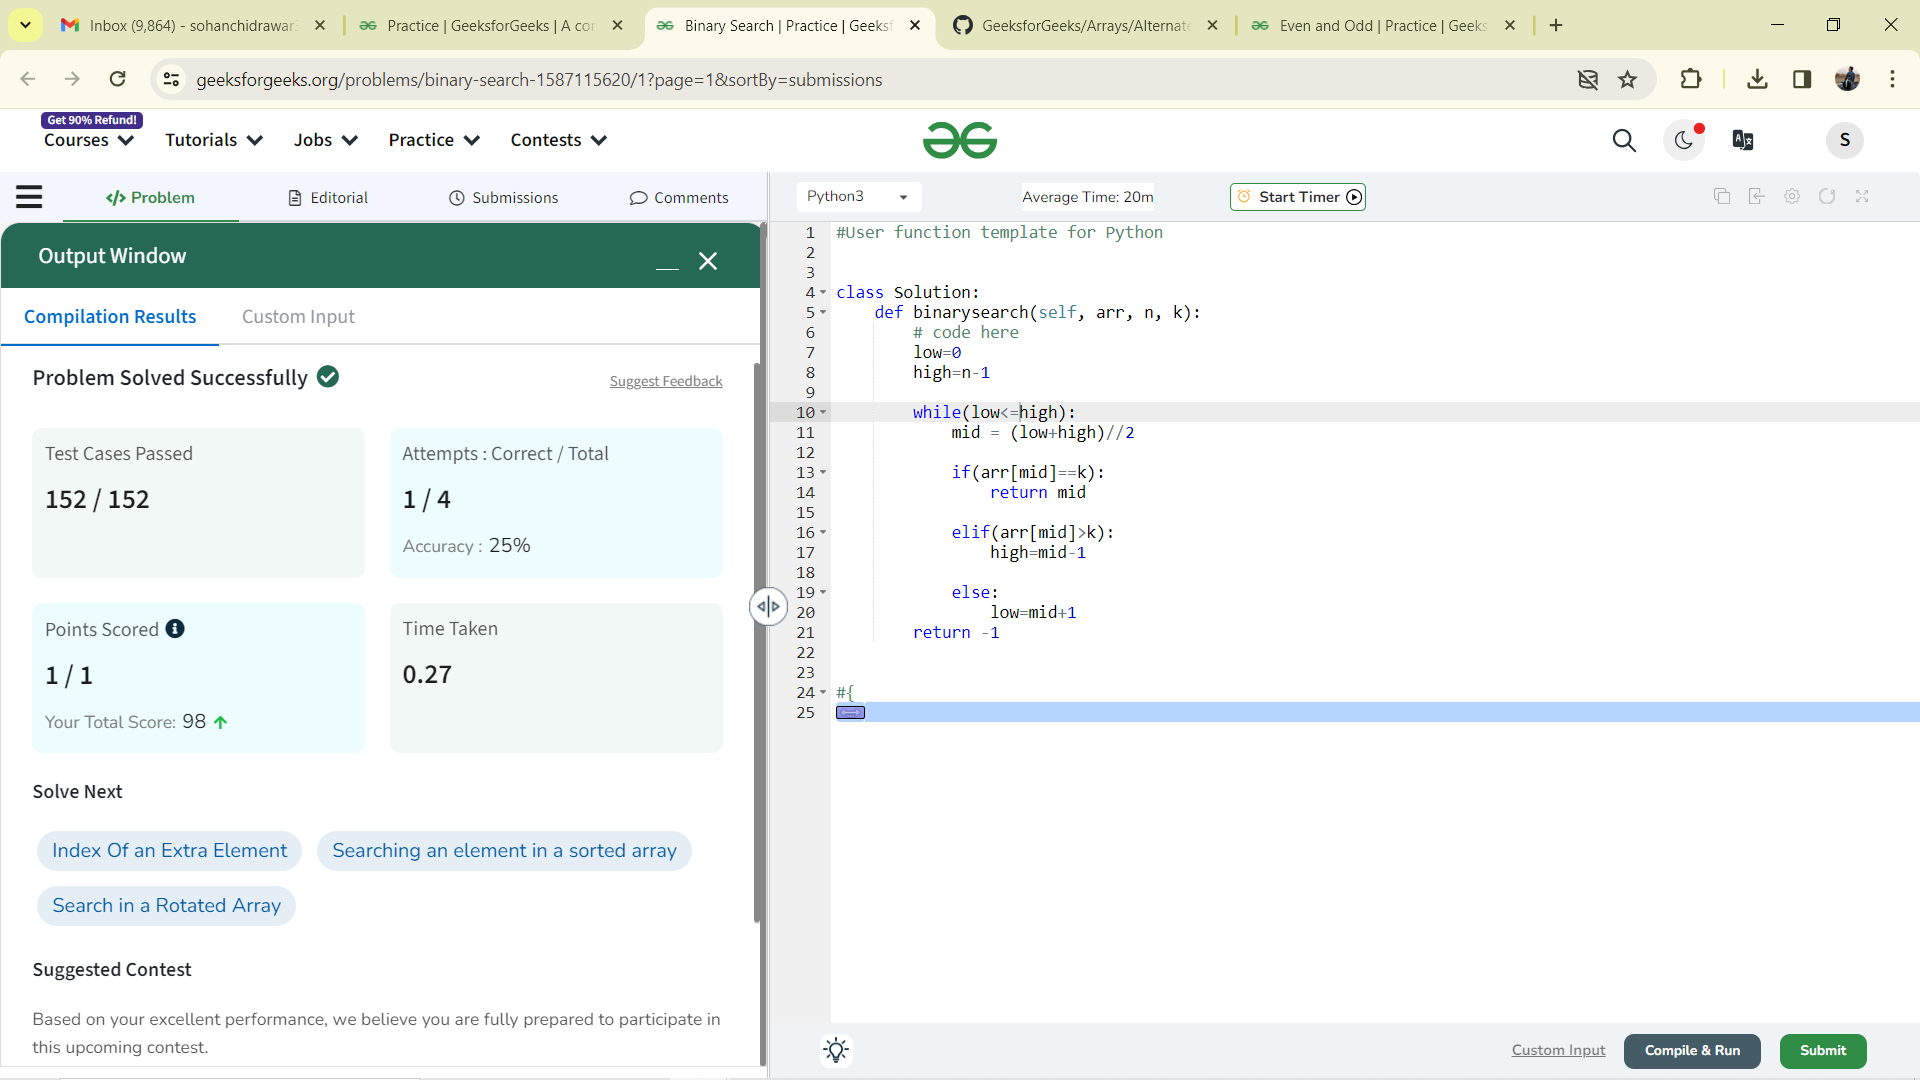 Inbox (9,864) - sohanchidrawar
Practice | GeeksforGeeks | A co
Binary Search | Practice | Geeks
GeeksforGeeks/Arrays/Alternate
Even and Odd | Practice | Geeks
geeksforgeeks.org/problems/binary-search-1587115620/1?page=1&sortBy=submissions
Get 90% Refund!
Courses Tutorials Jobs Practice Contests
S
</> Problem Editorial Submissions Comments
Python3 Average Time: 20m Start Timer
Output Window
Compilation Results Custom Input
Problem Solved Successfully
Suggest Feedback
Test Cases Passed
152 / 152
Attempts : Correct / Total
1 / 4
Accuracy : 25%
Points Scored
1 / 1
Your Total Score: 98
Time Taken
0.27
Solve Next
Index Of an Extra Element
Searching an element in a sorted array
Search in a Rotated Array
Suggested Contest
Based on your excellent performance, we believe you are fully prepared to participate in
this upcoming contest.
1 #User function template for Python
2
3
4 class Solution:
5 def binarysearch(self, arr, n, k):
6 # code here
7 low=0
8 high=n-1
9
10 while(low<=high):
11 mid = (low+high)//2
12
13 if(arr[mid]==k):
14 return mid
15
16 elif(arr[mid]>k):
17 high=mid-1
18
19 else:
20 low=mid+1
21 return -1
22
23
24 #{
25
Custom Input Compile & Run Submit